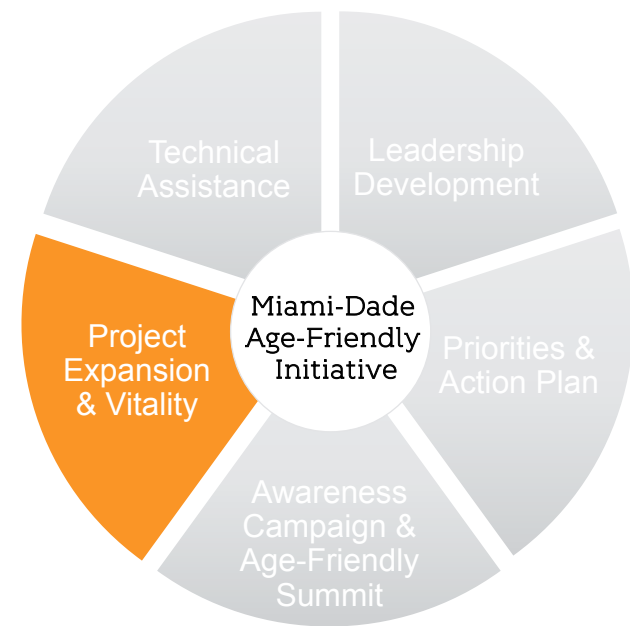 Technical
Assistance
Leadership
Development
Miami-Dade
Age-Friendly
Initiative
Project
Expansion
& Vitality
Priorities &
Action Plan
Awareness
Campaign &
Age-Friendly
Summit